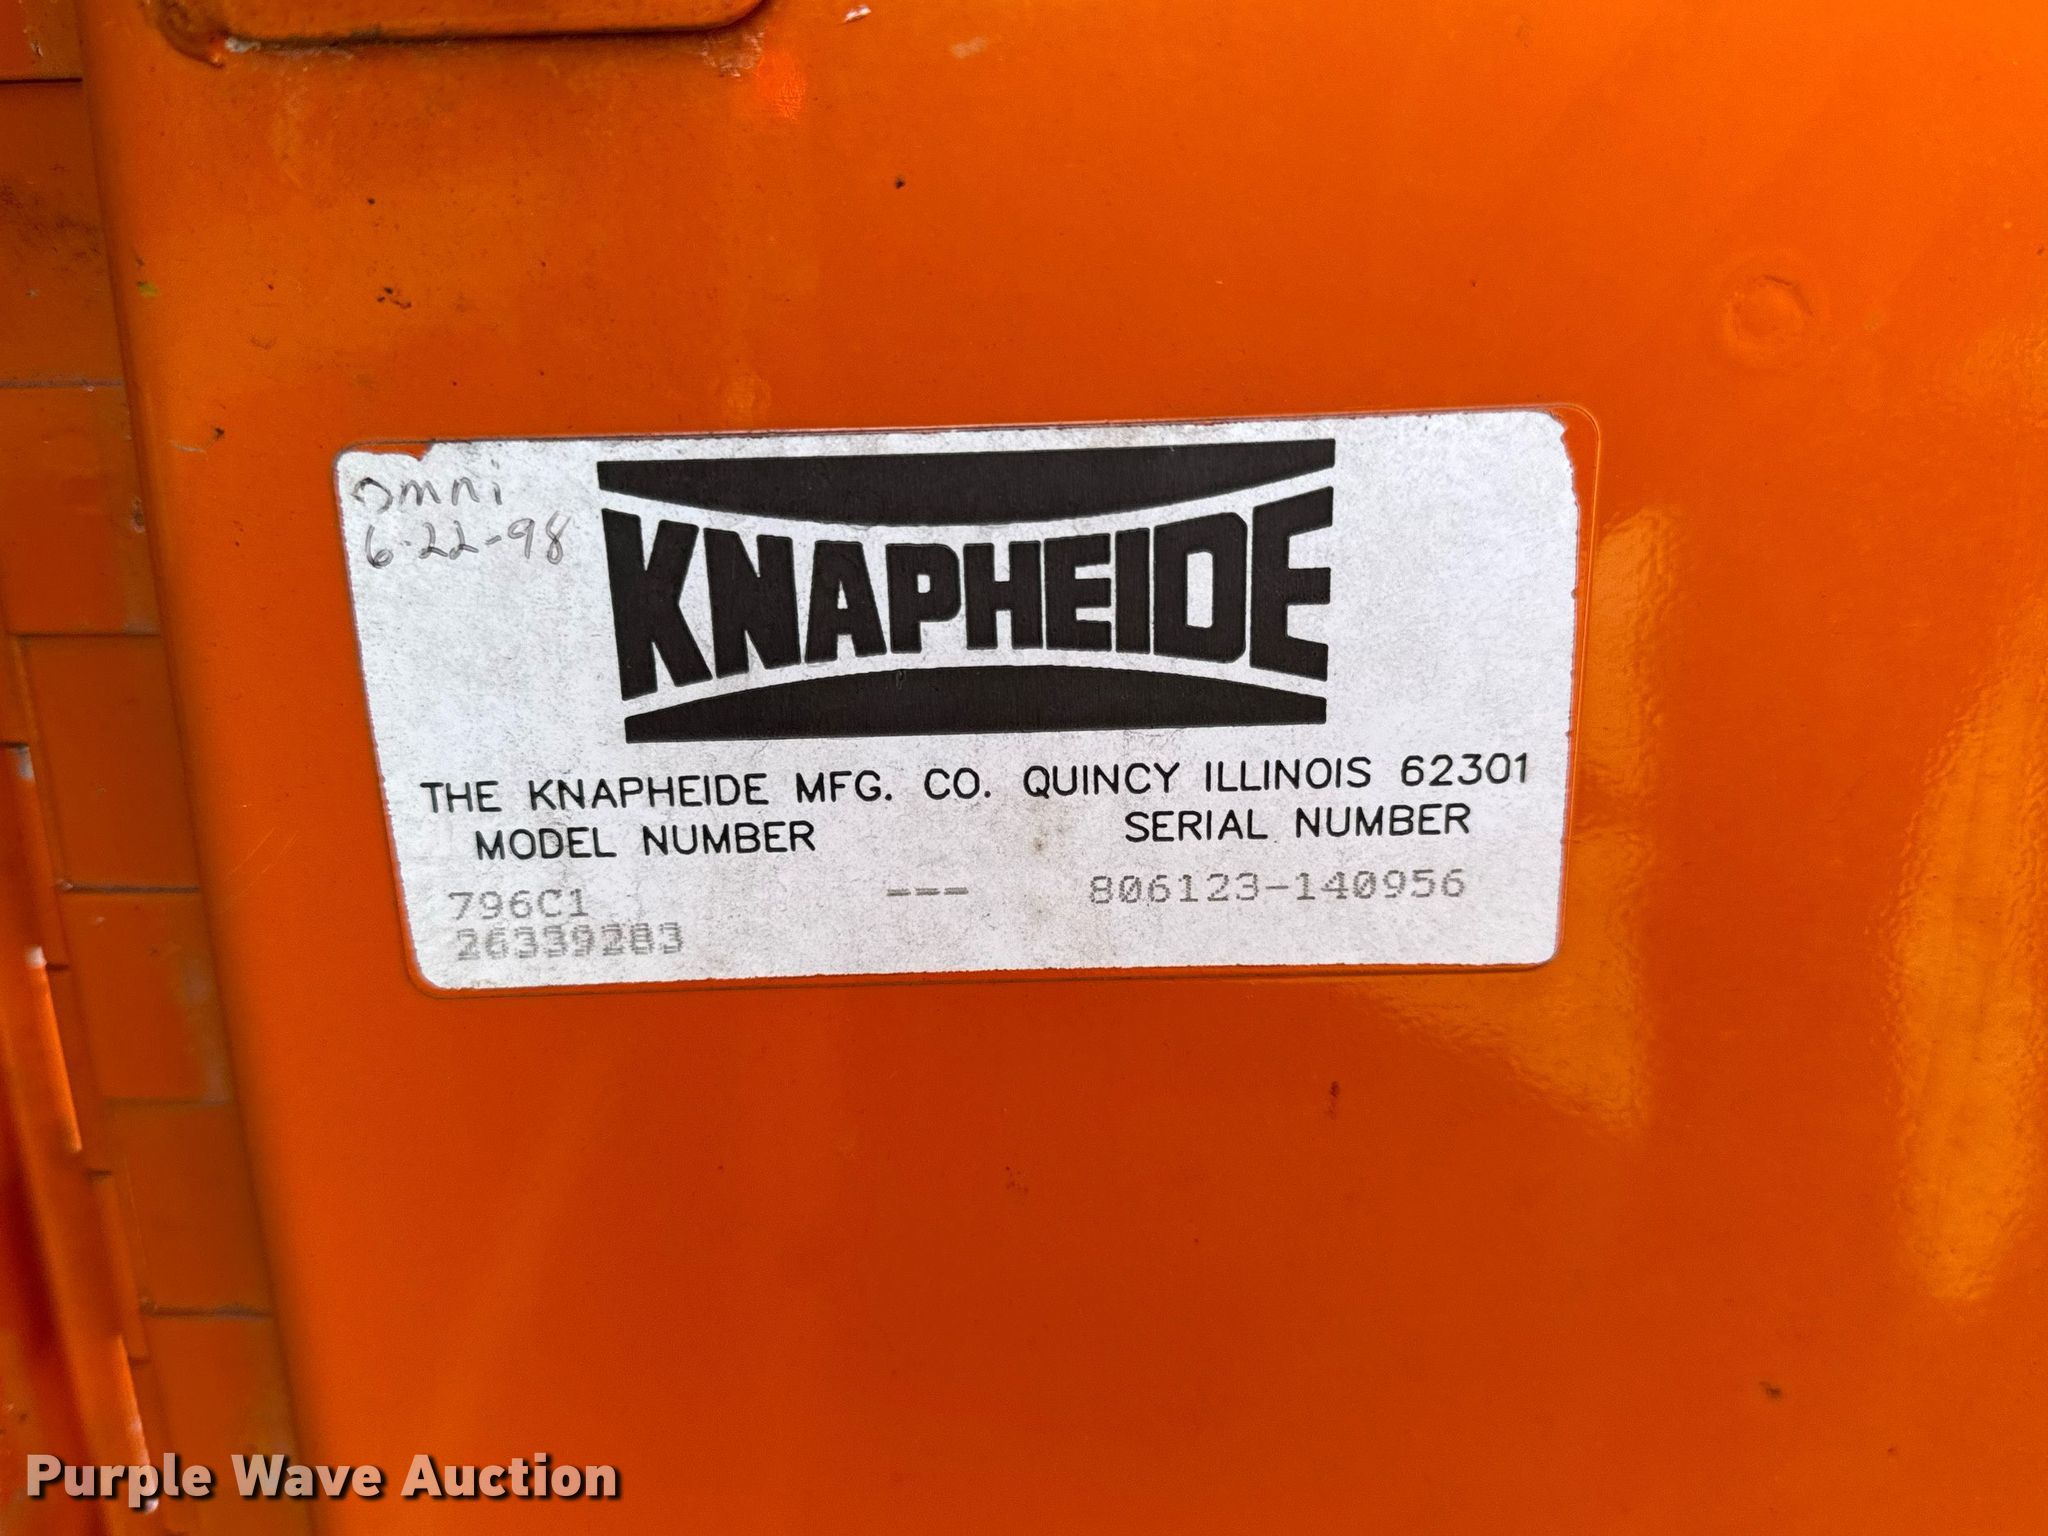 Omni
6-22-98
KNAPHEIDE
THE KNAPHEIDE MFG. CO. QUINCY ILLINOIS 62301
MODEL NUMBER SERIAL NUMBER
796C1 --- 806123-140956
26339283
Purple Wave Auction